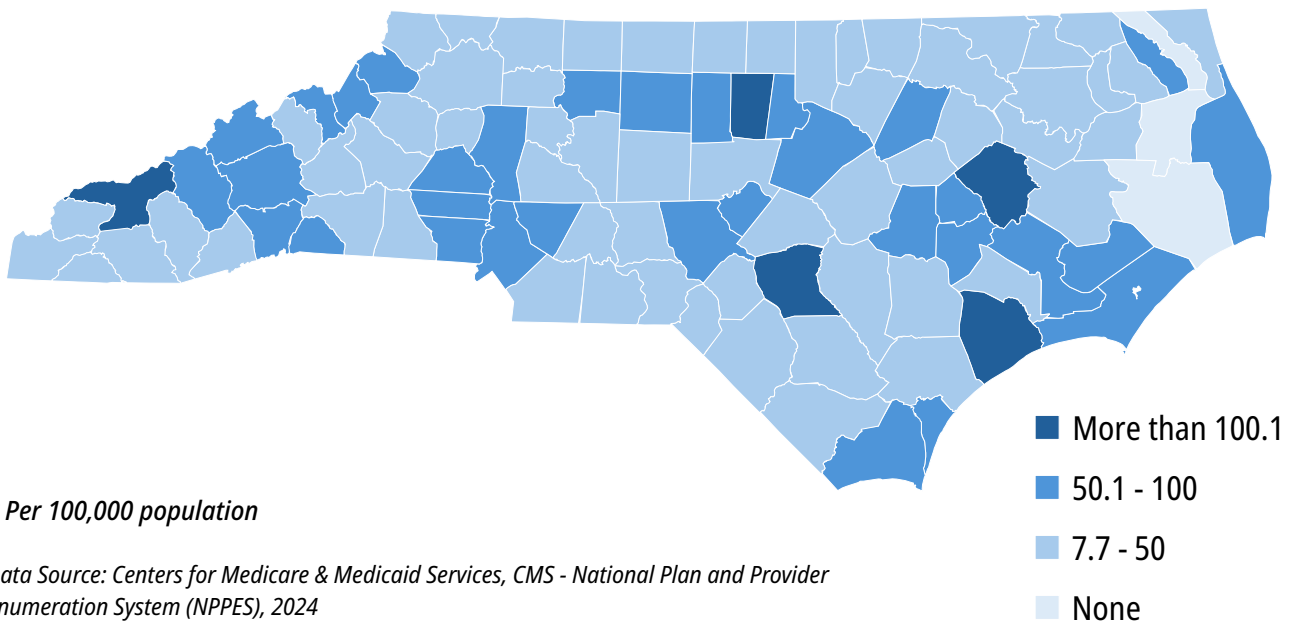 More than 100.1
50.1 - 100
7.7 - 50
None
Per 100,000 population
ata Source: Centers for Medicare & Medicaid Services, CMS - National Plan and Provider
numeration System (NPPES), 2024